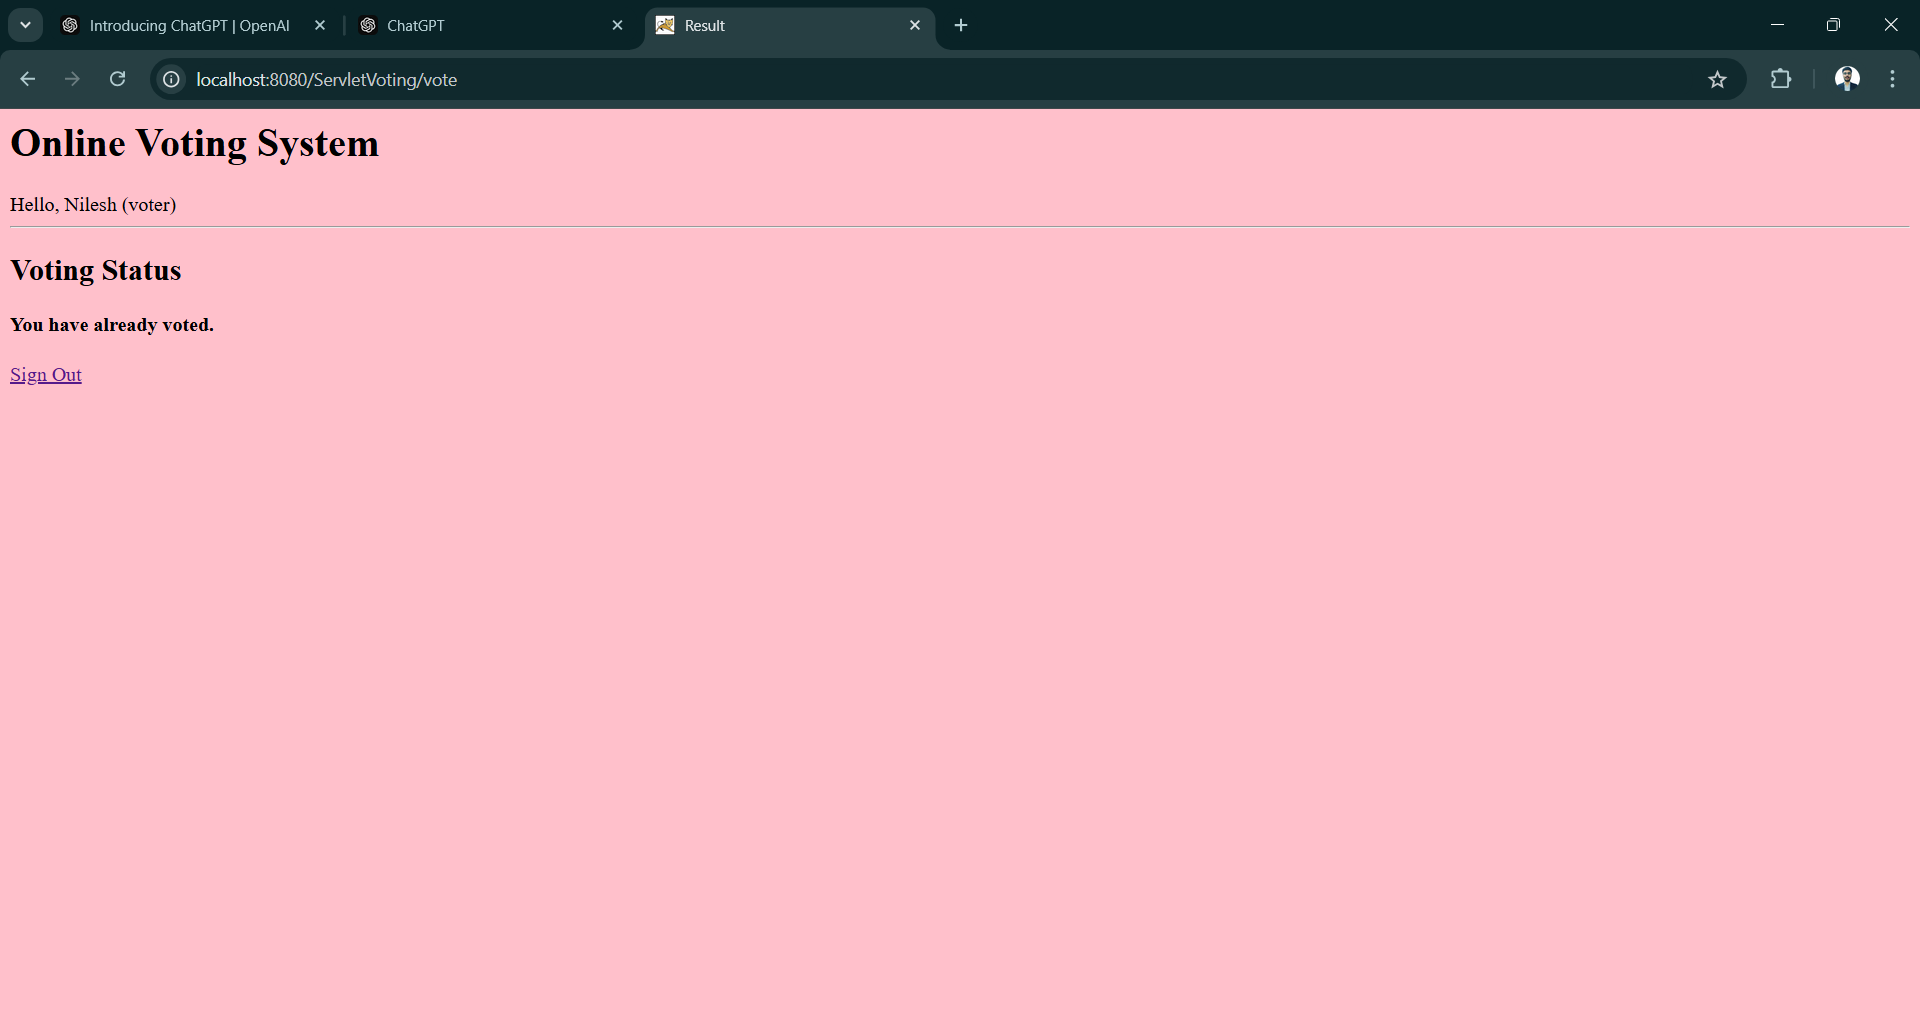 Introducing ChatGPT | OpenAI
ChatGPT
Result
localhost:8080/ServletVoting/vote
Online Voting System
Hello, Nilesh (voter)
Voting Status
You have already voted.
Sign Out